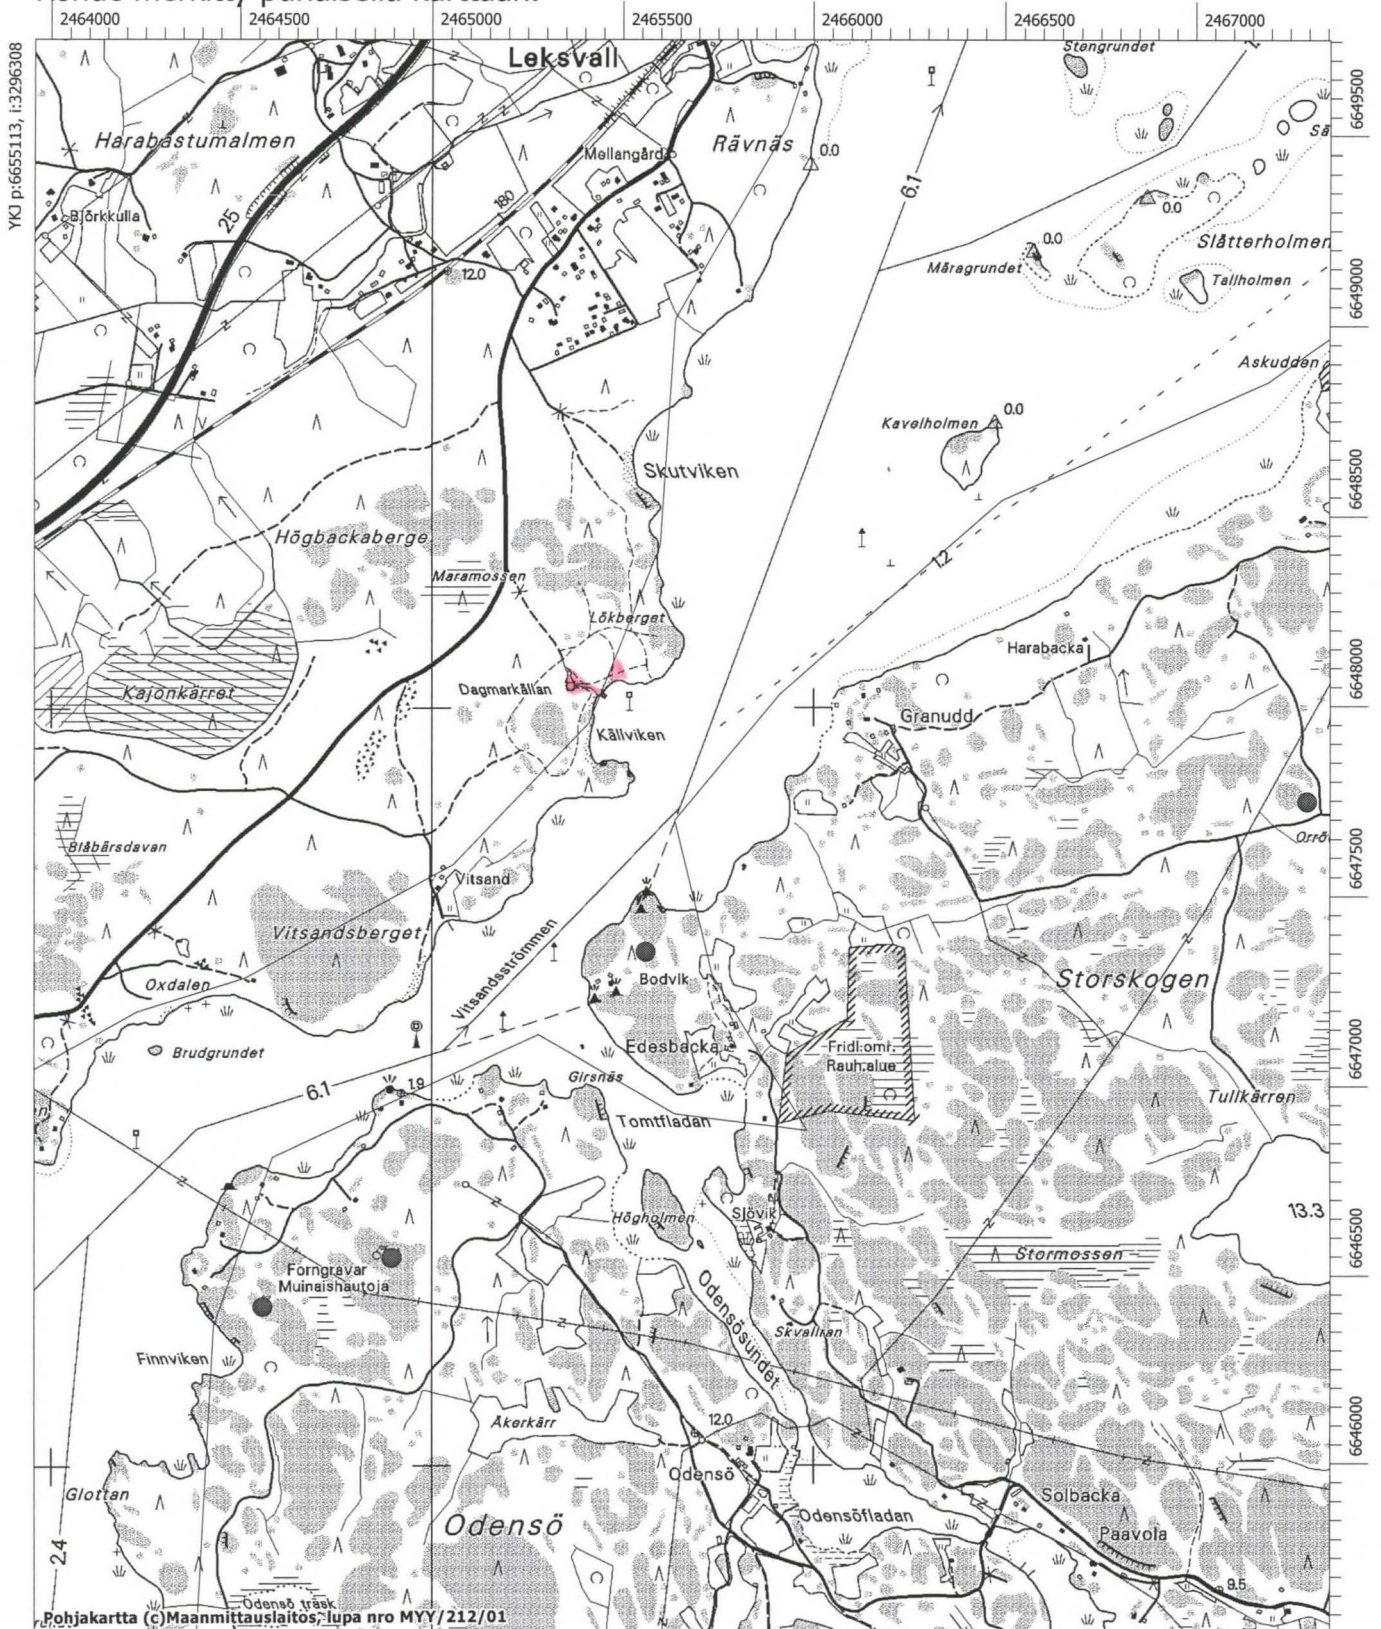 2464000 2464500 2465000 2465500 2466000 2466500 2467000
YKJ p:6655113, i:3296308
Leksvall
Stengrundet
6649500
Harabästumalmen
Mellangård
Rävnäs
0.0
6.1
Björkkulla
25
180
0.0
Slätterholmen
12.0
0.0
Måragrundet
Tallholmen
6649000
Askudden
Kavelholmen
0.0
Skutviken
6648500
Högbackaberge
Maramossen
1.2
Lökberget
Harabacka
Kajonkärret
Dagmarkällan
6648000
Granudd
Källviken
Blåbärsdavan
Orrö
6647500
Vitsand
Vitsandsberget
Vitsandsströmmen
Oxdalen
Bodvik
Storskogen
Brudgrundet
Edesbacka
Fridl.omr.
Rauh.alue
6647000
6.1
1.9
Girsnäs
Tomtfladan
Tullkärren
Högholmen
Sjövik
13.3
6646500
Forngravar
Muinaishautoja
Stormossen
Odensösundet
Skvallran
Finnviken
Åkerkärr
12.0
6646000
Odensö
Glottan
Solbacka
Odensö
Odensöfladan
Paavola
2.4
9.5
Odensö träsk
Pohjakartta (c)Maanmittauslaitos, lupa nro MYY/212/01